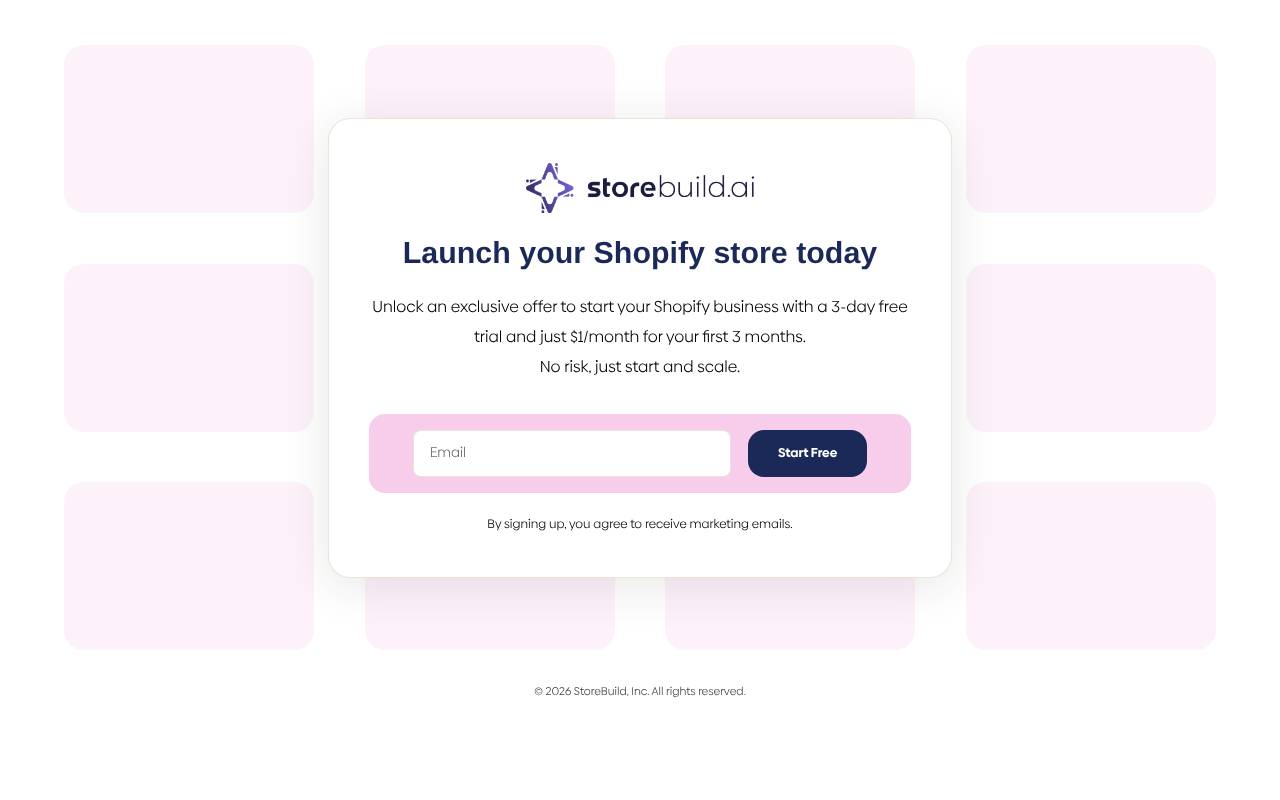 storebuild.ai
Launch your Shopify store today
Unlock an exclusive offer to start your Shopify business with a 3-day free
trial and just $1/month for your first 3 months.
No risk, just start and scale.
Email
Start Free
By signing up, you agree to receive marketing emails.
© 2026 StoreBuild, Inc. All rights reserved.